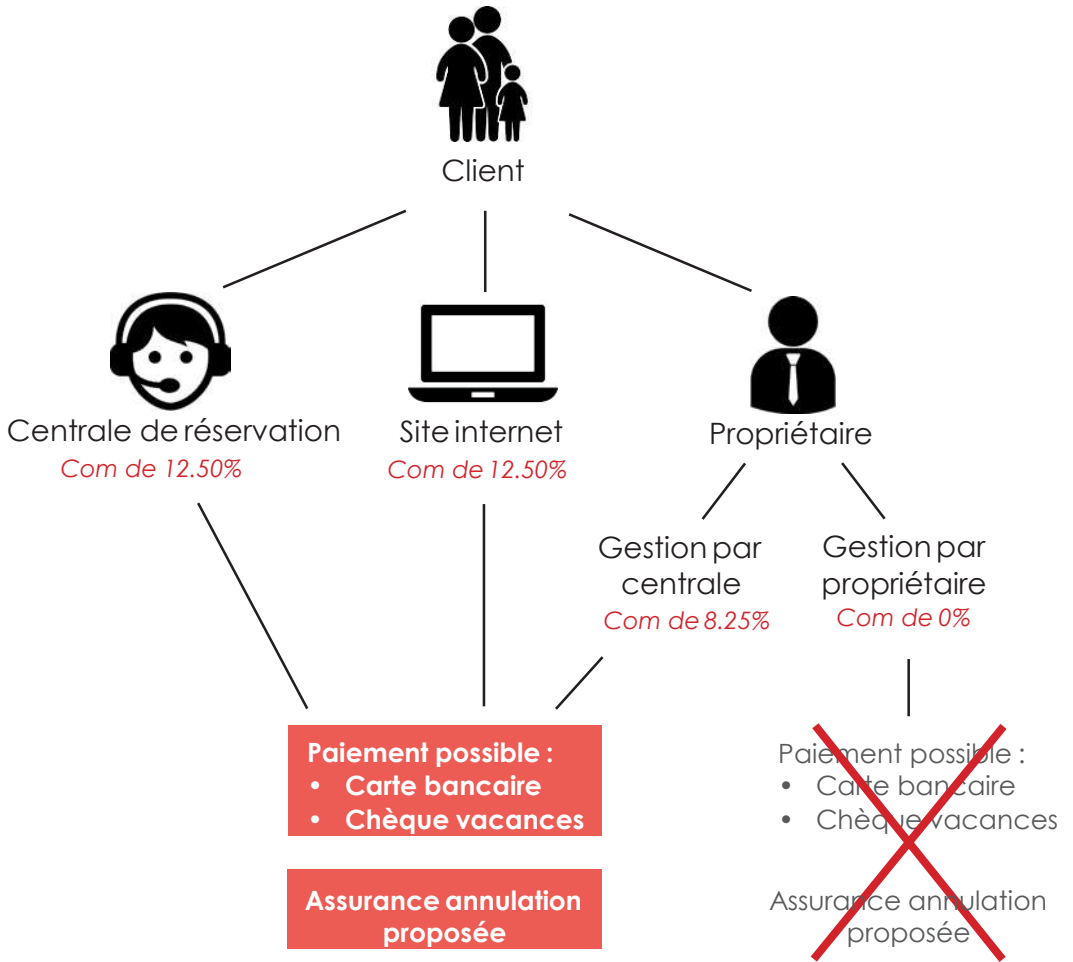 Client
Centrale de réservation
Com de 12.50%
Site internet
Com de 12.50%
Propriétaire
Gestion par
centrale
Com de 8.25%
Gestion par
propriétaire
Com de 0%
Paiement possible :
• Carte bancaire
• Chèque vacances
Assurance annulation
proposée
Paiement possible :
• Carte bancaire
• Chèque vacances
Assurance annulation
proposée